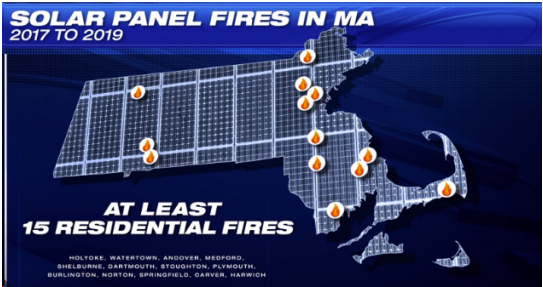 SOLAR PANEL FIRES IN MA
2017 TO 2019
AT LEAST
15 RESIDENTIAL FIRES
HOLYOKE, WATERTOWN, ANDOVER, MEDFORD,
SHELBURNE, DARTMOUTH, STOUGHTON, PLYMOUTH,
BURLINGTON, NORTON, SPRINGFIELD, CARVER, HARWICH